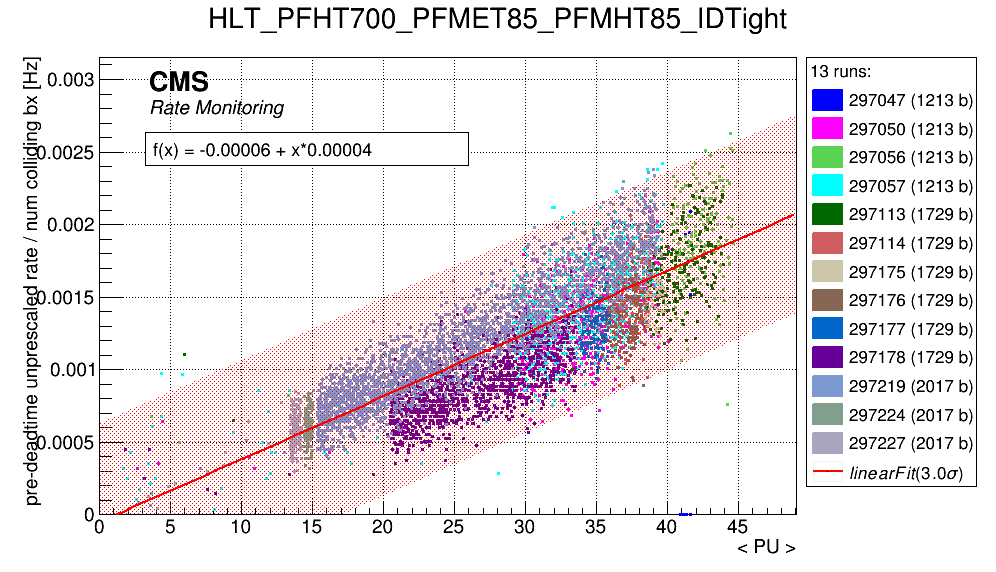 HLT_PFHT700_PFMET85_PFMHT85_IDTight
pre-deadtime unprescaled rate / num colliding bx [Hz]
0.003
0.0025
0.002
0.0015
0.001
0.0005
0
CMS
Rate Monitoring
f(x) = -0.00006 + x*0.00004
0 5 10 15 20 25 30 35 40 45
< PU >
13 runs:
297047 (1213 b)
297050 (1213 b)
297056 (1213 b)
297057 (1213 b)
297113 (1729 b)
297114 (1729 b)
297175 (1729 b)
297176 (1729 b)
297177 (1729 b)
297178 (1729 b)
297219 (2017 b)
297224 (2017 b)
297227 (2017 b)
linearFit(3.0σ)